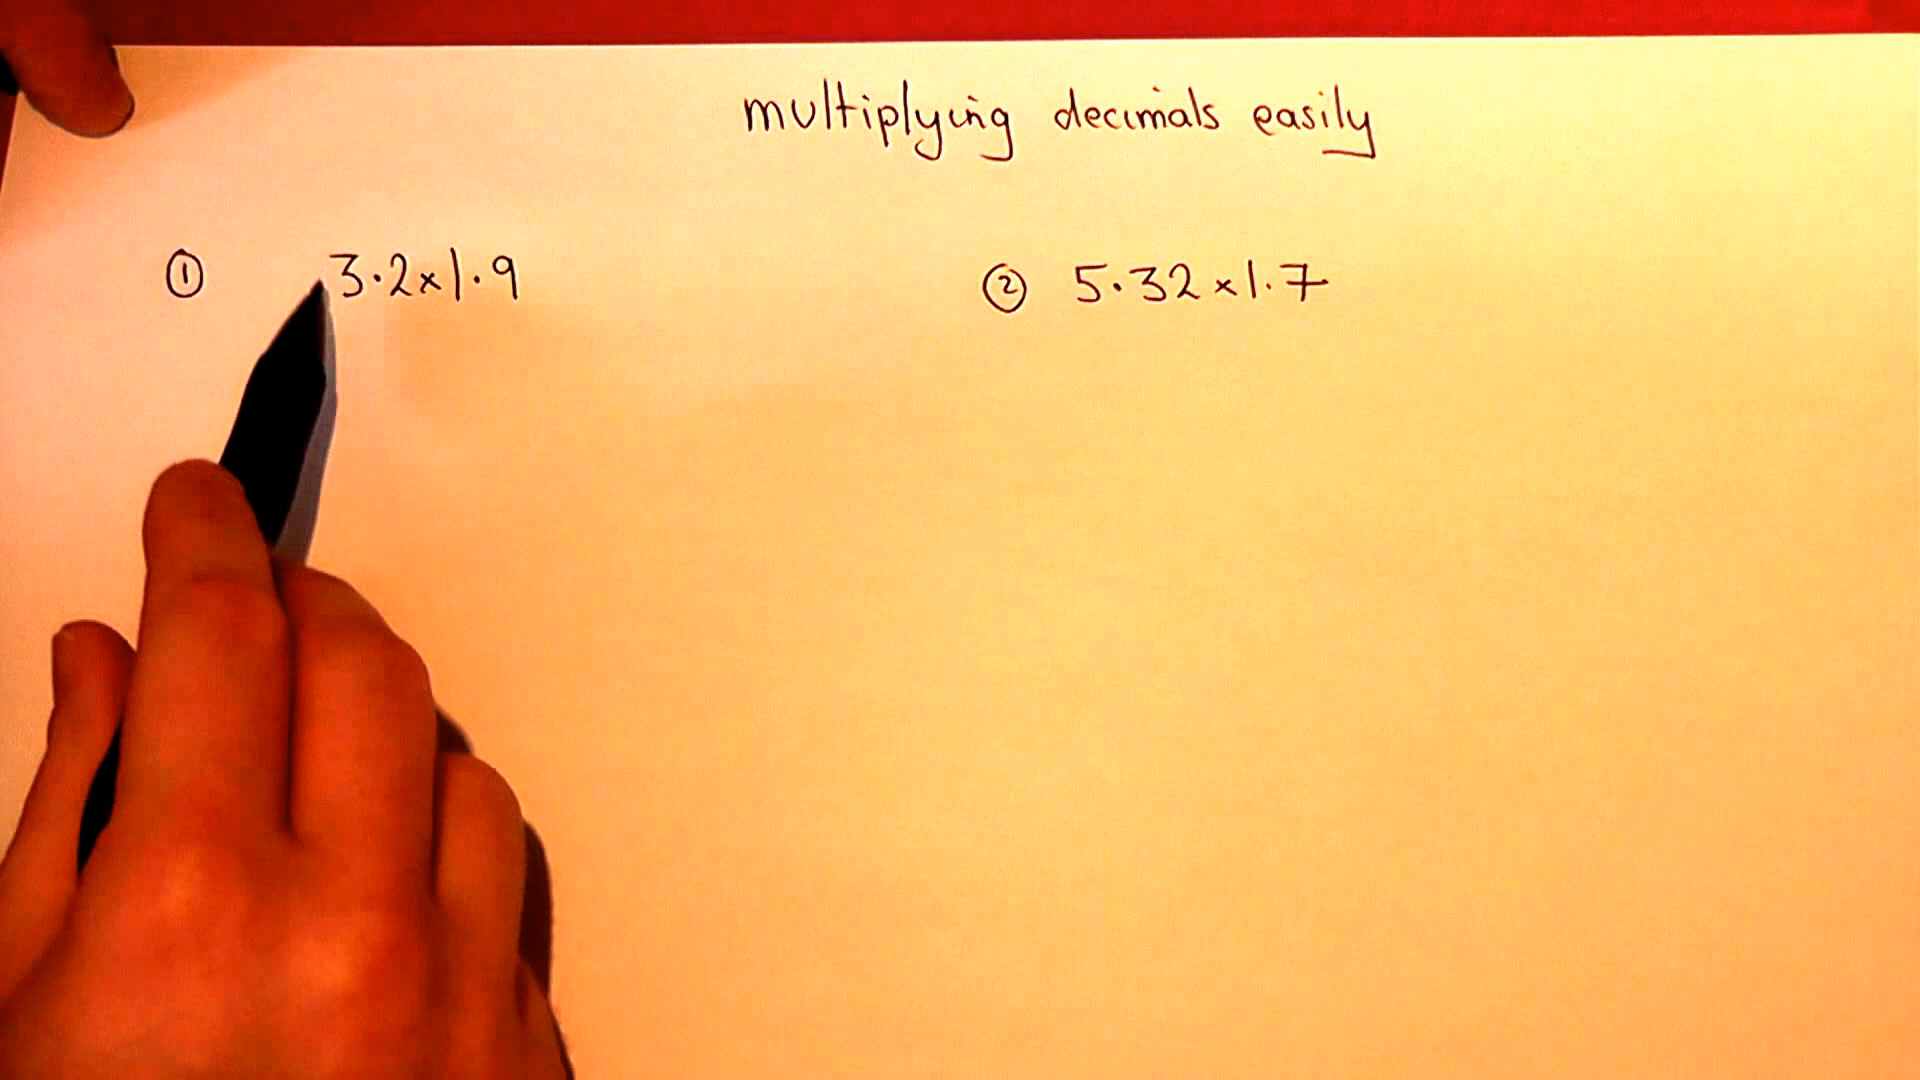 multiplying decimals easily
① 3.2×1.9
② 5.32×1.7